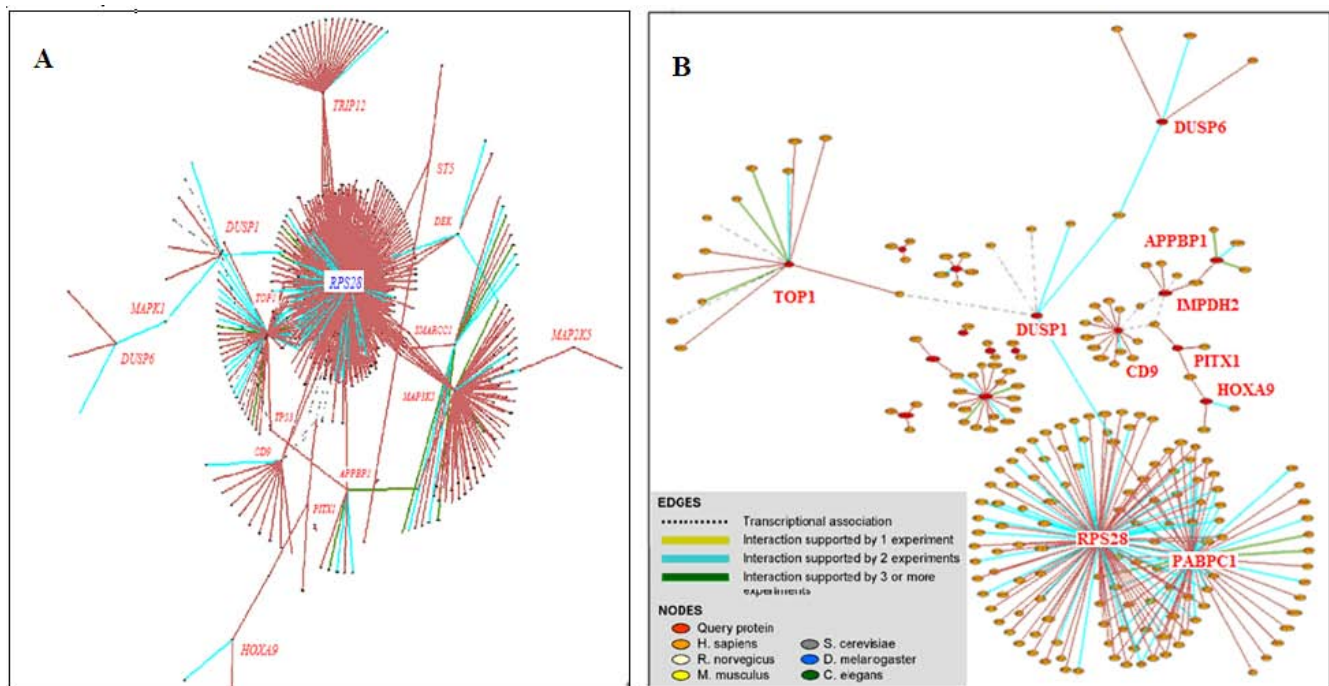 A
TRIP12
ST5
DUSP1
DEK
RPS28
TOP1
MAPK1
SMARCC1
MAP2K5
DUSP6
TP53
CD9
APPBP1
PITX1
HOXA9
B
DUSP6
APPBP1
TOP1
IMPDH2
DUSP1
CD9
PITX1
HOXA9
RPS28
PABPC1
EDGES
Transcriptional association
Interaction supported by 1 experiment
Interaction supported by 2 experiments
Interaction supported by 3 or more
experiments
NODES
Query protein
H. sapiens
S. cerevisiae
R. norvegicus
D. melanogaster
M. musculus
C. elegans